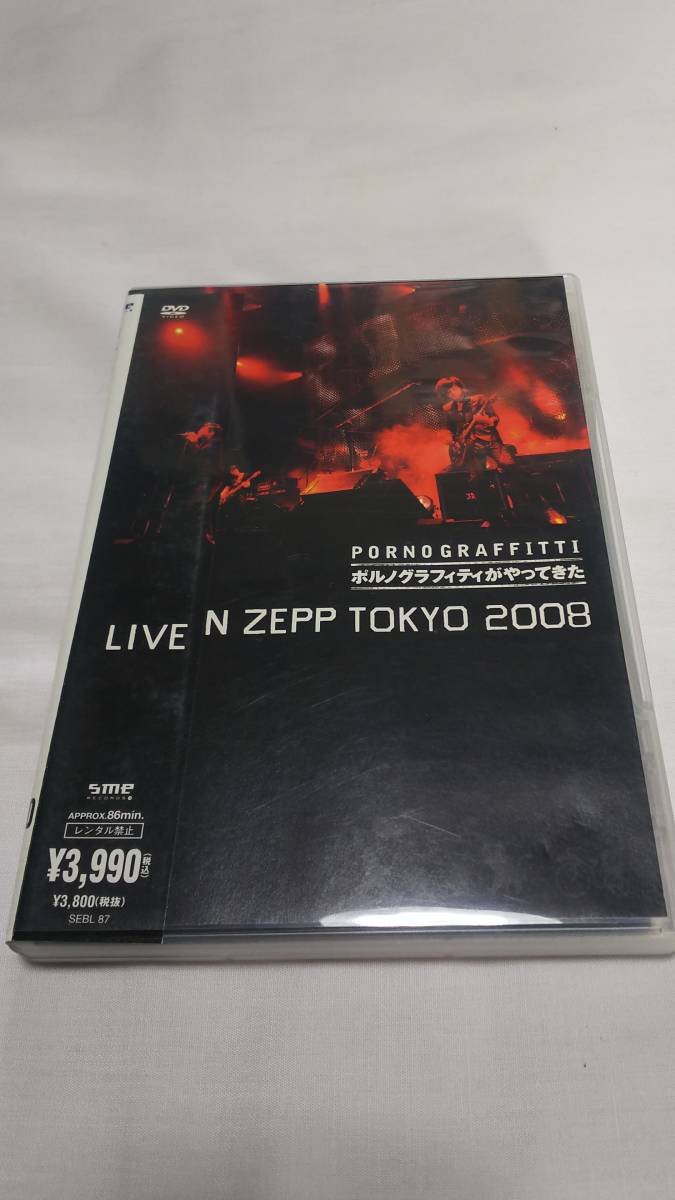 DVD
VIDEO
PORNOGRAFFITTI
ポルノグラフィティがやってきた
LIVE N ZEPP TOKYO 2008
sme
RECORDS
APPROX.86min.
レンタル禁止
¥3,990(税込)
¥3,800(税抜)
SEBL 87